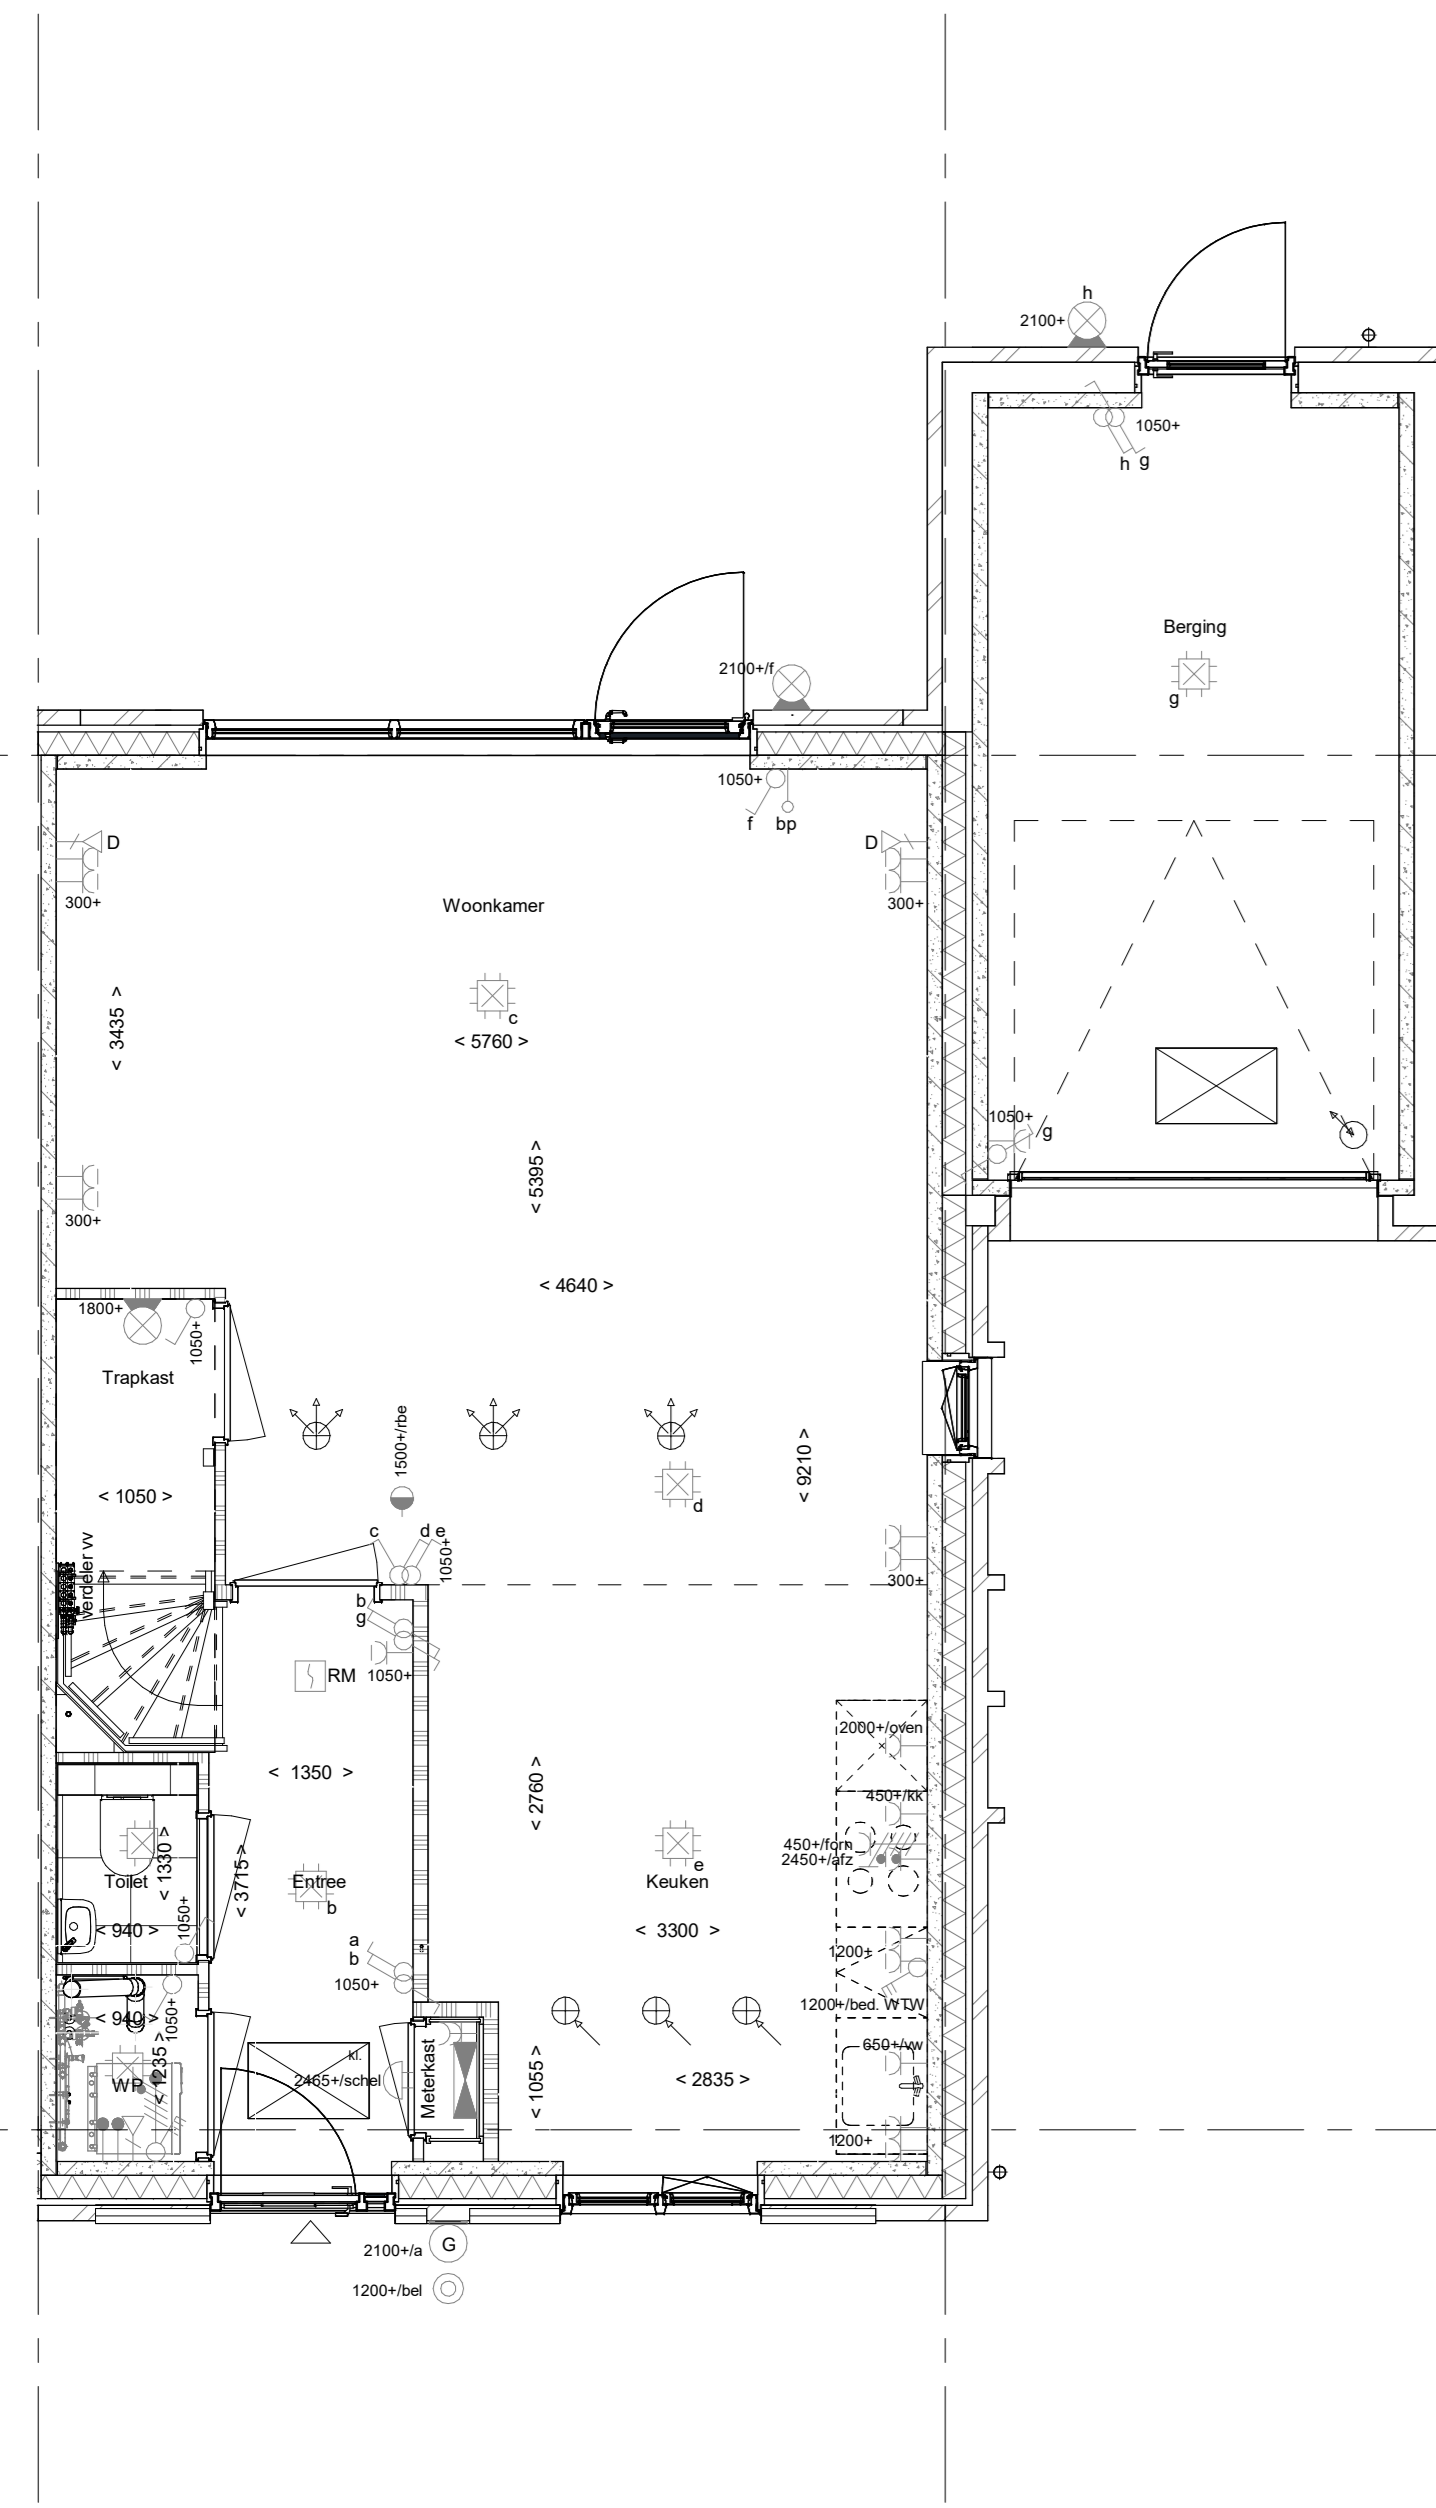 h
2100+
1050+
h g
Berging
g
2100+/f
1050+
f bp
D
300+
D
300+
Woonkamer
c
< 5760 >
< 3435 >
< 5395 >
1050+
g
300+
< 4640 >
1800+
1050+
Trapkast
1500+/rbe
< 9210 >
d
< 1050 >
verdeler vv
c d e
1050+
300+
b
g
RM
1050+
2000+/oven
< 1350 >
< 2760 >
450+/kk
450+/forn
2450+/afz
< 1330 >
< 3715 >
Toilet
Entree
b
Keuken
e
1050+
< 940 >
< 3300 >
a
b
1050+
1200+
1200+/bed. WTW
< 940 >
1050+
< 1235 >
WP
kl.
2465+/schel
Meterkast
< 1055 >
< 2835 >
650+/vw
1200+
2100+/a
G
1200+/bel